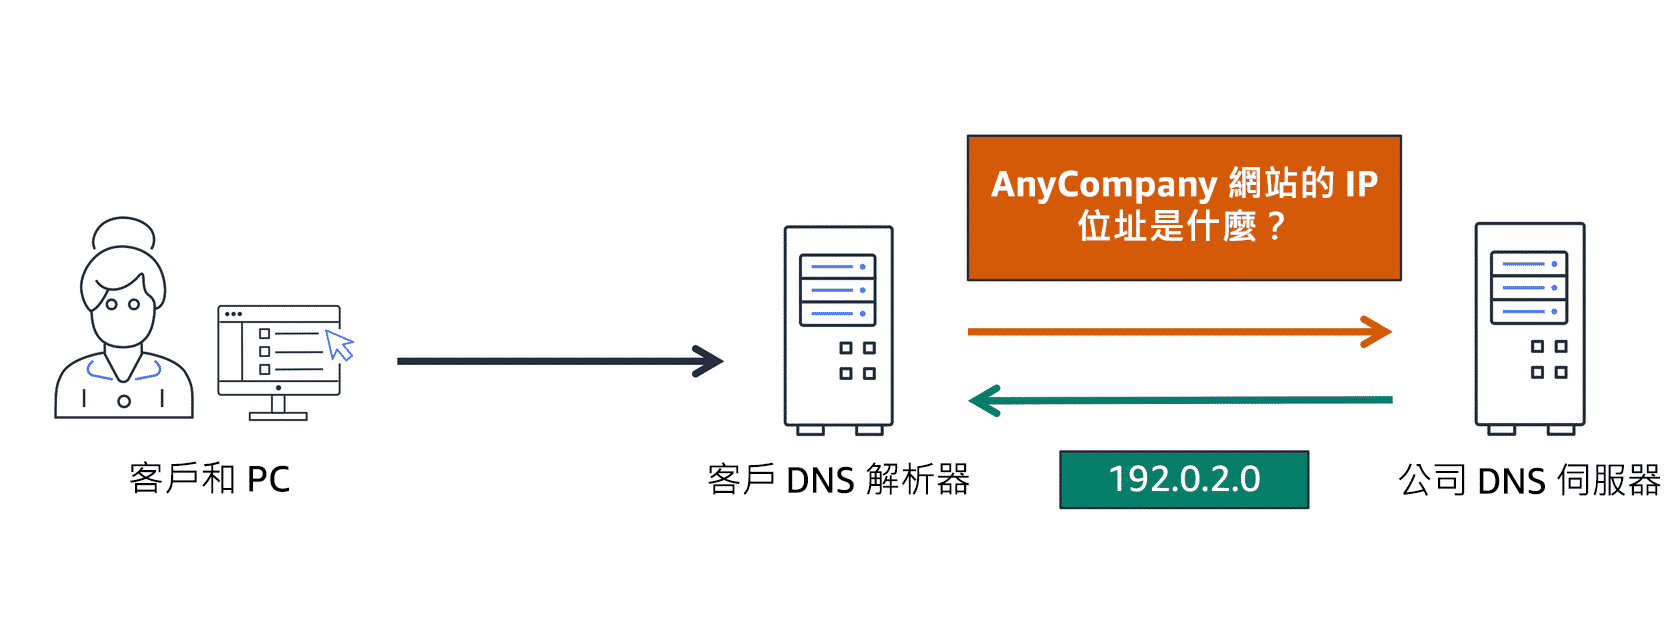 AnyCompany 網站的 IP
位址是什麼？
客戶和 PC
客戶 DNS 解析器
192.0.2.0
公司 DNS 伺服器